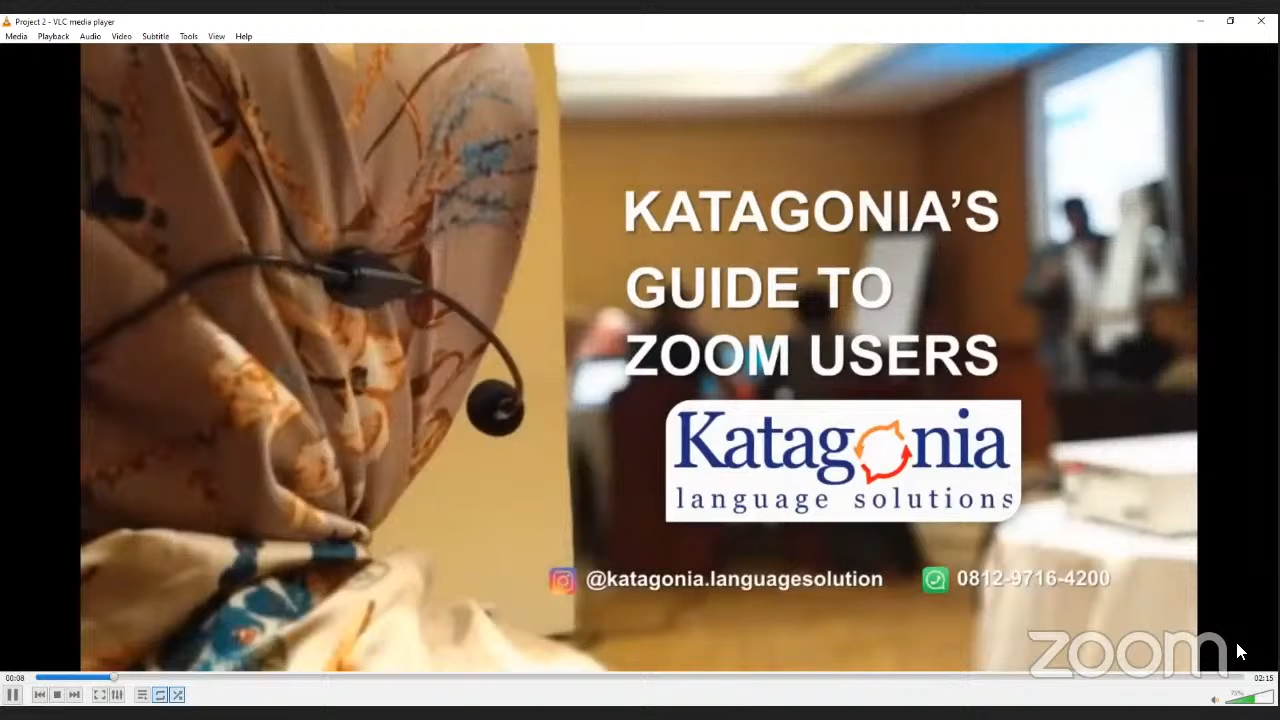 Project 2 - VLC media player
Media Playback Audio Video Subtitle Tools View Help
KATAGONIA'S
GUIDE TO
ZOOM USERS
Katagonia
language solutions
@katagonia.languagesolution 0812-9716-4200
zoom
00:08 02:15
75%